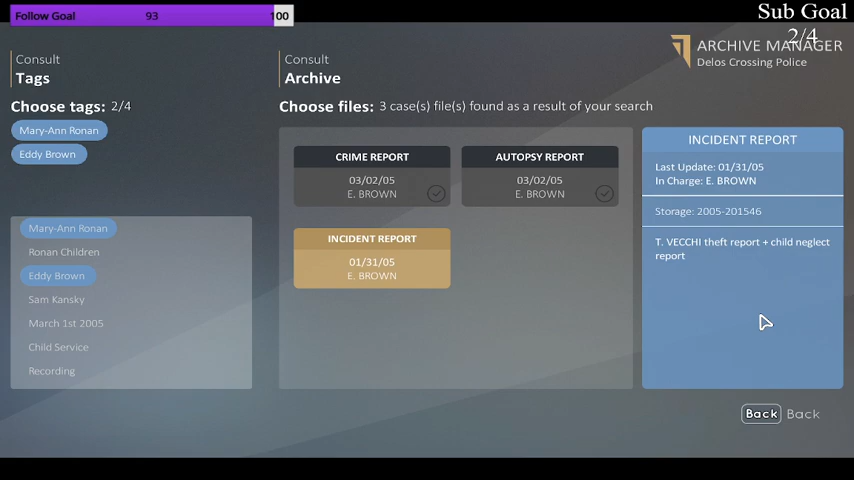 Follow Goal 93 100
Sub Goal
2/4
ARCHIVE MANAGER
Delos Crossing Police
Consult
Tags
Choose tags: 2/4
Mary-Ann Ronan
Eddy Brown
Mary-Ann Ronan
Ronan Children
Eddy Brown
Sam Kansky
March 1st 2005
Child Service
Recording
Consult
Archive
Choose files: 3 case(s) file(s) found as a result of your search
CRIME REPORT
03/02/05
E. BROWN
AUTOPSY REPORT
03/02/05
E. BROWN
INCIDENT REPORT
01/31/05
E. BROWN
INCIDENT REPORT
Last Update: 01/31/05
In Charge: E. BROWN
Storage: 2005-201546
T. VECCHI theft report + child neglect
report
Back Back